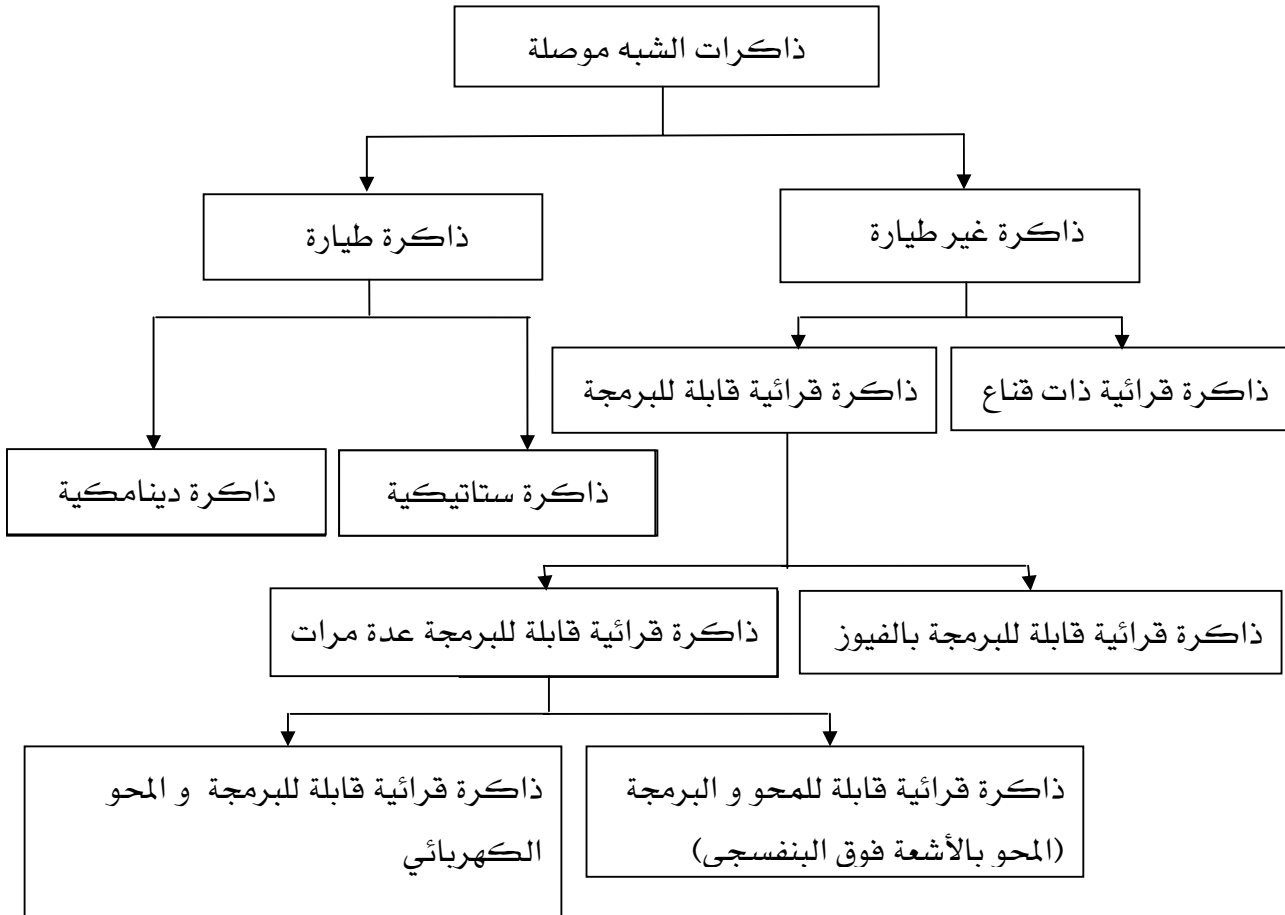 ذاكرات الشبه موصلة
ذاكرة غير طيارة
ذاكرة طيارة
ذاكرة قرائية ذات قناع
ذاكرة قرائية قابلة للبرمجة
ذاكرة ستاتيكية
ذاكرة دينامكية
ذاكرة قرائية قابلة للبرمجة بالفيوز
ذاكرة قرائية قابلة للبرمجة عدة مرات
ذاكرة قرائية قابلة للمحو و البرمجة
(المحو بالأشعة فوق البنفسجى)
ذاكرة قرائية قابلة للبرمجة و المحو
الكهربائي